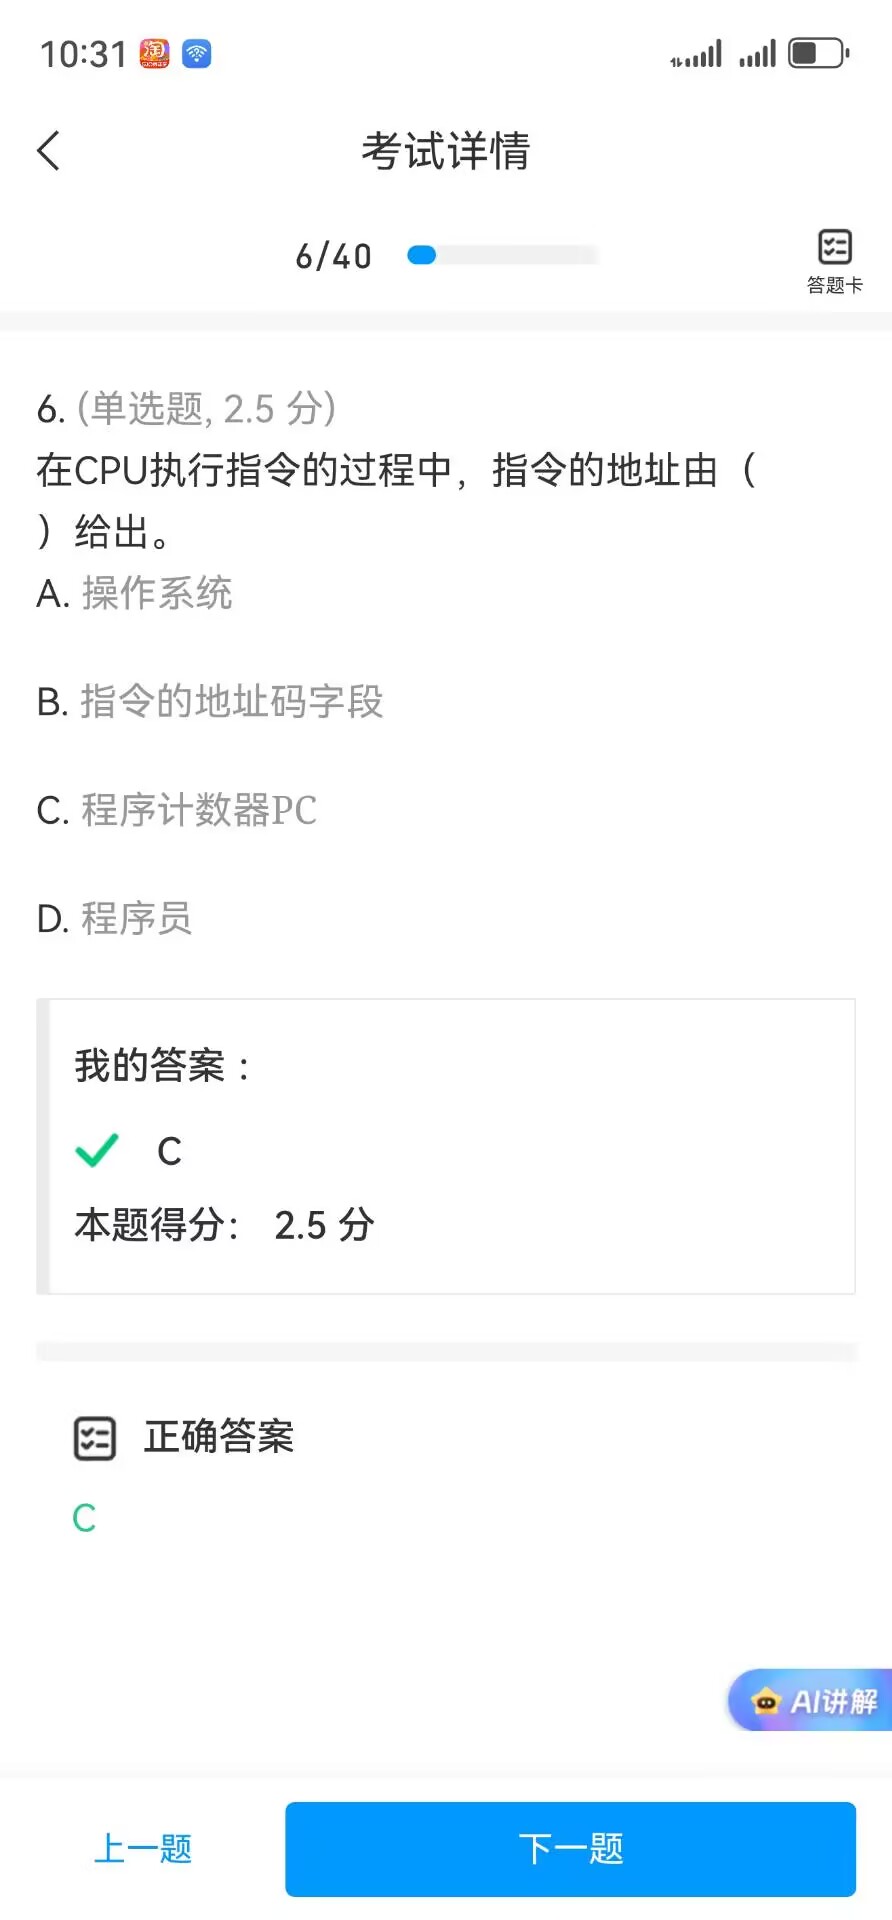 10:31
淘
考试详情
6/40
答题卡
6. (单选题, 2.5 分)
在CPU执行指令的过程中，指令的地址由（
）给出。
A. 操作系统
B. 指令的地址码字段
C. 程序计数器PC
D. 程序员
我的答案：
C
本题得分： 2.5 分
正确答案
C
AI讲解
上一题
下一题